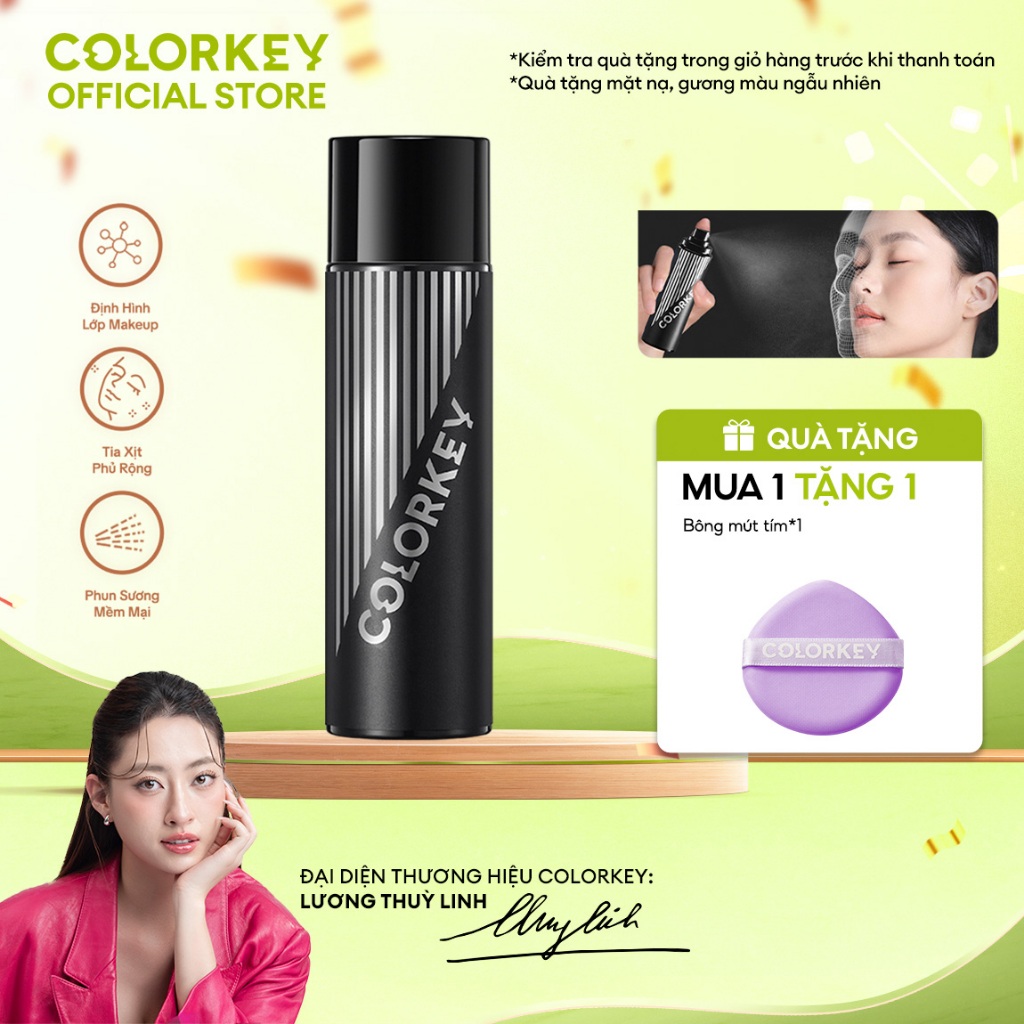 COLORKEY
OFFICIAL STORE
*Kiểm tra quà tặng trong giỏ hàng trước khi thanh toán
*Quà tặng mặt nạ, gương màu ngẫu nhiên
Định Hình
Lớp Makeup
Tia Xịt
Phủ Rộng
Phun Sương
Mềm Mại
COLORKEY
COLORKEY
QUÀ TẶNG
MUA 1 TẶNG 1
Bông mút tím*1
COLORKEY
ĐẠI DIỆN THƯƠNG HIỆU COLORKEY:
LƯƠNG THUỲ LINH